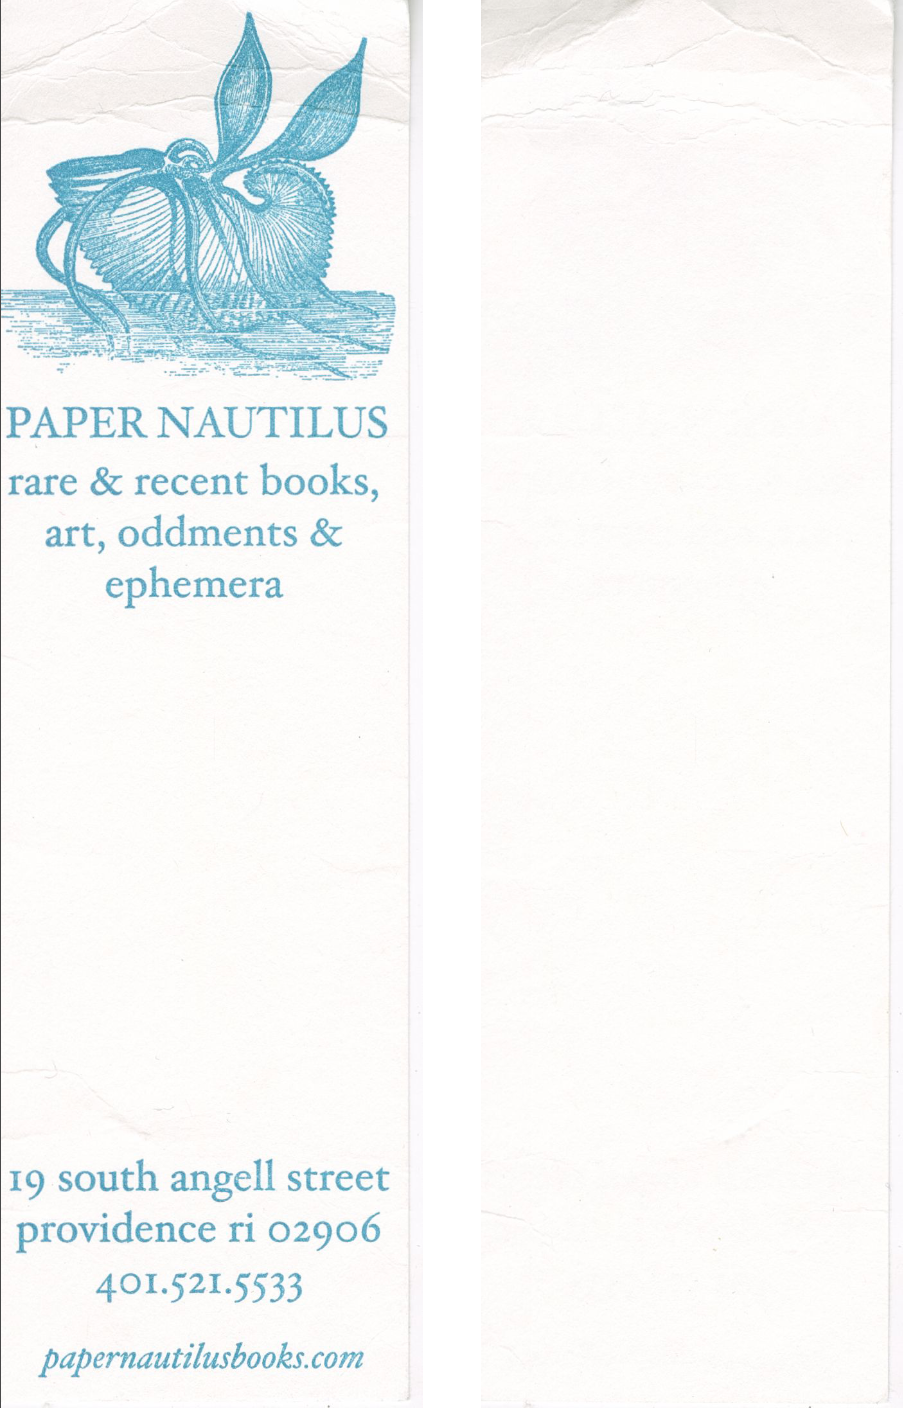 PAPER NAUTILUS
rare & recent books,
art, oddments &
ephemera
19 south angell street
providence ri 02906
401.521.5533
papernautilusbooks.com